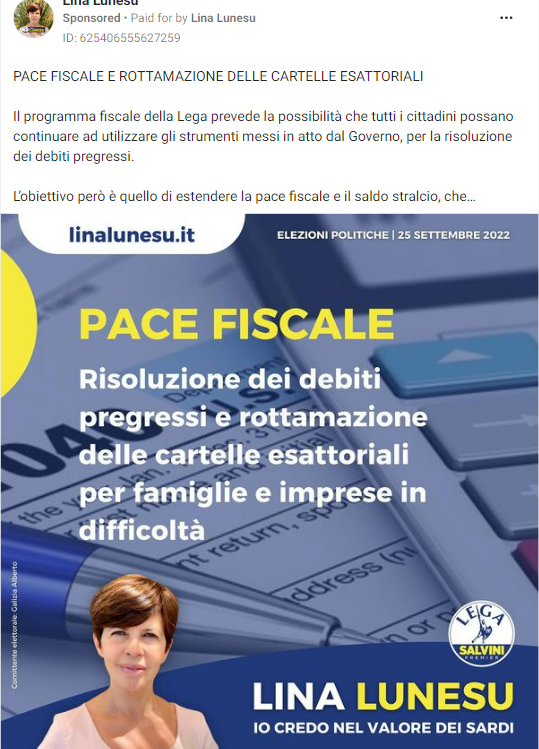 Lina Lunesu
Sponsored • Paid for by Lina Lunesu
ID: 625406555627259
PACE FISCALE E ROTTAMAZIONE DELLE CARTELLE ESATTORIALI
Il programma fiscale della Lega prevede la possibilità che tutti i cittadini possano
continuare ad utilizzare gli strumenti messi in atto dal Governo, per la risoluzione
dei debiti pregressi.
L'obiettivo però è quello di estendere la pace fiscale e il saldo stralcio, che...
linalunesu.it
ELEZIONI POLITICHE | 25 SETTEMBRE 2022
PACE FISCALE
Risoluzione dei debiti
pregressi e rottamazione
delle cartelle esattoriali
per famiglie e imprese in
difficoltà
Committente elettorale: Galizia Alberto
LEGA
SALVINI
PREMIER
LINA LUNESU
IO CREDO NEL VALORE DEI SARDI
1040
U.S.